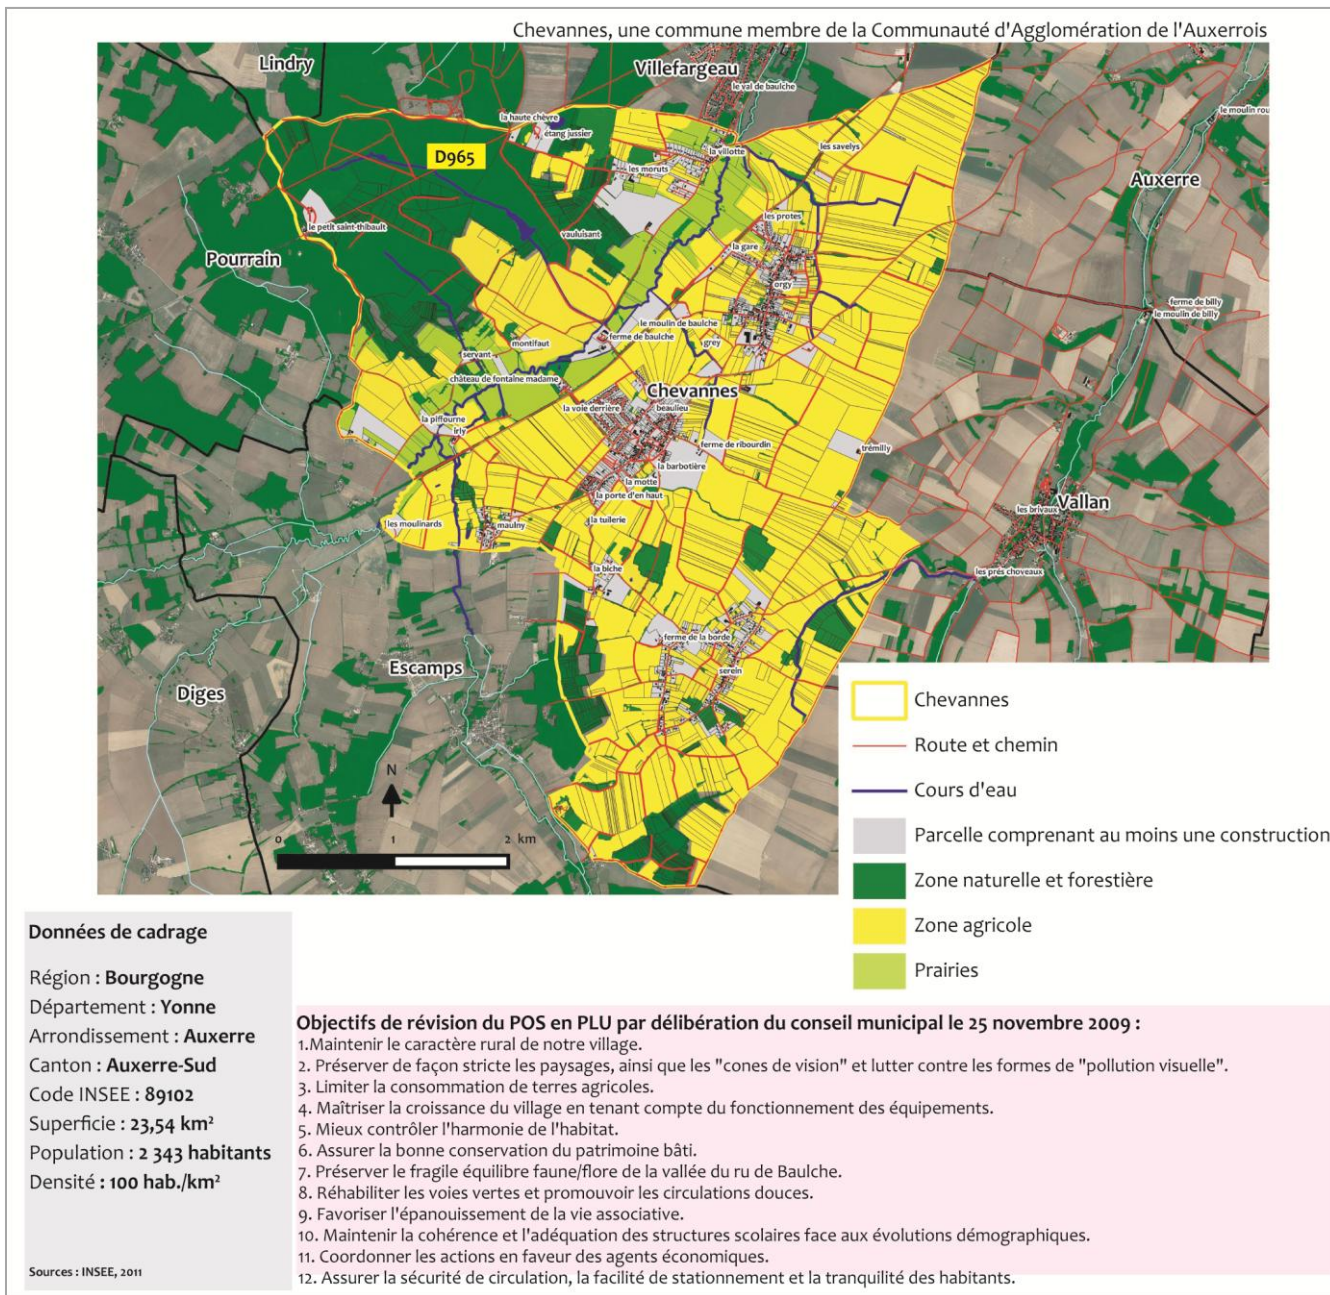 Chevannes, une commune membre de la Communauté d'Agglomération de l'Auxerrois
Lindry
Villefargeau
le val de baulche
le moulin rou
la haute chèvre
étang jussier
D965
la villotte
les savelys
les moruts
Auxerre
le petit saint-thibault
les protes
vauluisant
la gare
Pourrain
orgy
ferme de billy
le moulin de billy
le moulin de baulche
ferme de baulche
grey
montifaut
servant
château de fontaine madame
Chevannes
la voie derrière
beaulieu
la piffourne
irly
ferme de ribourdin
trémilly
la barbotière
la motte
la porte d'en haut
Vallan
les brivaux
les moulinards
maulny
la tuilerie
la biche
les prés choveaux
ferme de la borde
serein
Escamps
Diges
N
0 1 2 km
Chevannes
Route et chemin
Cours d'eau
Parcelle comprenant au moins une construction
Zone naturelle et forestière
Zone agricole
Prairies
Données de cadrage
Région : Bourgogne
Département : Yonne
Arrondissement : Auxerre
Canton : Auxerre-Sud
Code INSEE : 89102
Superficie : 23,54 km²
Population : 2 343 habitants
Densité : 100 hab./km²
Sources : INSEE, 2011
Objectifs de révision du POS en PLU par délibération du conseil municipal le 25 novembre 2009 :
1.Maintenir le caractère rural de notre village.
2. Préserver de façon stricte les paysages, ainsi que les "cones de vision" et lutter contre les formes de "pollution visuelle".
3. Limiter la consommation de terres agricoles.
4. Maîtriser la croissance du village en tenant compte du fonctionnement des équipements.
5. Mieux contrôler l'harmonie de l'habitat.
6. Assurer la bonne conservation du patrimoine bâti.
7. Préserver le fragile équilibre faune/flore de la vallée du ru de Baulche.
8. Réhabiliter les voies vertes et promouvoir les circulations douces.
9. Favoriser l'épanouissement de la vie associative.
10. Maintenir la cohérence et l'adéquation des structures scolaires face aux évolutions démographiques.
11. Coordonner les actions en faveur des agents économiques.
12. Assurer la sécurité de circulation, la facilité de stationnement et la tranquilité des habitants.